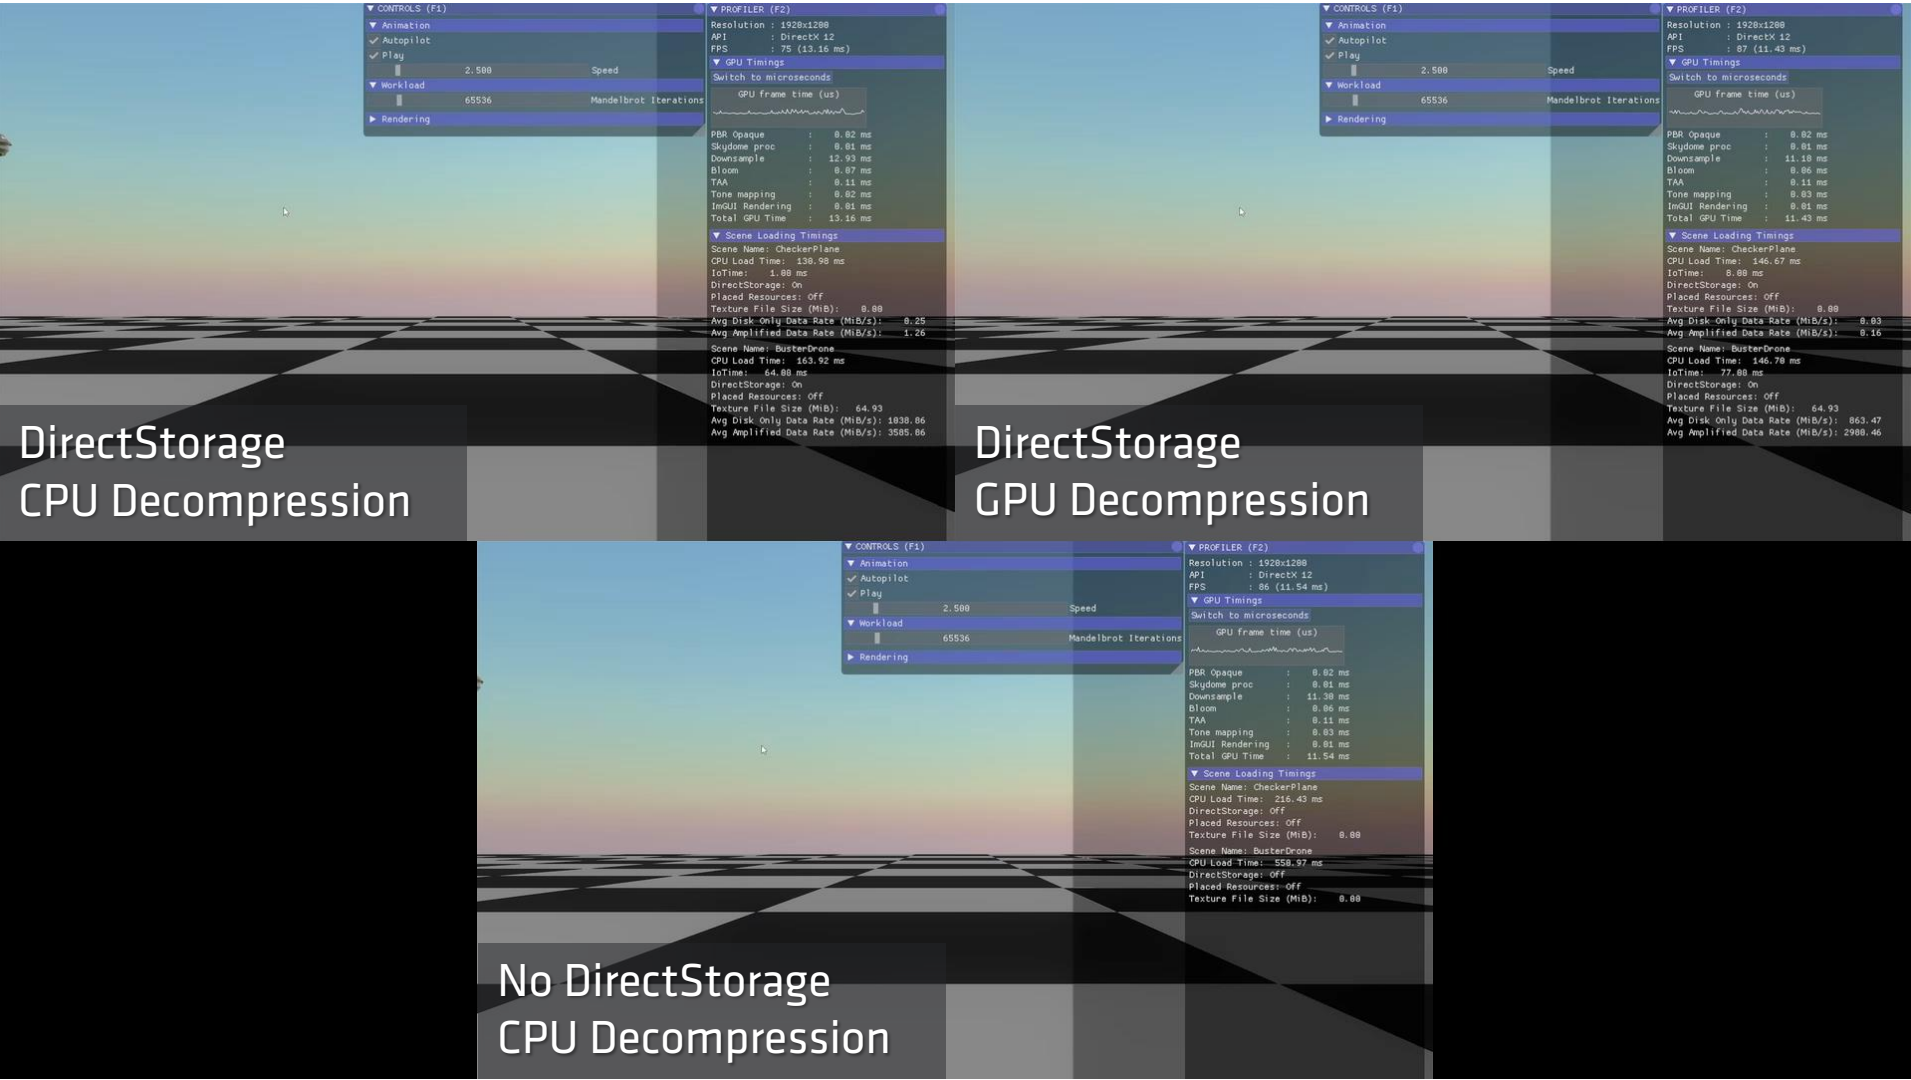 CONTROLS (F1)
Animation
Autopilot
Play
2.500 Speed
Workload
65536 Mandelbrot Iterations
Rendering
PROFILER (F2)
Resolution : 1920x1200
API : DirectX 12
FPS : 75 (13.16 ms)
GPU Timings
Switch to microseconds
GPU frame time (us)
PBR Opaque : 0.02 ms
Skydome proc : 0.01 ms
Downsample : 12.93 ms
Bloom : 0.07 ms
TAA : 0.11 ms
Tone mapping : 0.02 ms
ImGUI Rendering : 0.01 ms
Total GPU Time : 13.16 ms
Scene Loading Timings
Scene Name: CheckerPlane
CPU Load Time: 138.98 ms
IoTime: 1.00 ms
DirectStorage: On
Placed Resources: Off
Texture File Size (MiB): 0.00
Avg Disk Only Data Rate (MiB/s): 0.25
Avg Amplified Data Rate (MiB/s): 1.26
Scene Name: BusterDrone
CPU Load Time: 163.92 ms
IoTime: 64.00 ms
DirectStorage: On
Placed Resources: Off
Texture File Size (MiB): 64.93
Avg Disk Only Data Rate (MiB/s): 1038.86
Avg Amplified Data Rate (MiB/s): 3585.86
DirectStorage
CPU Decompression
CONTROLS (F1)
Animation
Autopilot
Play
2.500 Speed
Workload
65536 Mandelbrot Iterations
Rendering
PROFILER (F2)
Resolution : 1920x1200
API : DirectX 12
FPS : 87 (11.43 ms)
GPU Timings
Switch to microseconds
GPU frame time (us)
PBR Opaque : 0.02 ms
Skydome proc : 0.01 ms
Downsample : 11.18 ms
Bloom : 0.06 ms
TAA : 0.11 ms
Tone mapping : 0.03 ms
ImGUI Rendering : 0.01 ms
Total GPU Time : 11.43 ms
Scene Loading Timings
Scene Name: CheckerPlane
CPU Load Time: 146.67 ms
IoTime: 8.00 ms
DirectStorage: On
Placed Resources: Off
Texture File Size (MiB): 0.00
Avg Disk Only Data Rate (MiB/s): 0.03
Avg Amplified Data Rate (MiB/s): 0.16
Scene Name: BusterDrone
CPU Load Time: 146.70 ms
IoTime: 77.00 ms
DirectStorage: On
Placed Resources: Off
Texture File Size (MiB): 64.93
Avg Disk Only Data Rate (MiB/s): 863.47
Avg Amplified Data Rate (MiB/s): 2980.46
DirectStorage
GPU Decompression
CONTROLS (F1)
Animation
Autopilot
Play
2.500 Speed
Workload
65536 Mandelbrot Iterations
Rendering
PROFILER (F2)
Resolution : 1920x1200
API : DirectX 12
FPS : 86 (11.54 ms)
GPU Timings
Switch to microseconds
GPU frame time (us)
PBR Opaque : 0.02 ms
Skydome proc : 0.01 ms
Downsample : 11.30 ms
Bloom : 0.06 ms
TAA : 0.11 ms
Tone mapping : 0.03 ms
ImGUI Rendering : 0.01 ms
Total GPU Time : 11.54 ms
Scene Loading Timings
Scene Name: CheckerPlane
CPU Load Time: 216.43 ms
DirectStorage: Off
Placed Resources: Off
Texture File Size (MiB): 0.00
Scene Name: BusterDrone
CPU Load Time: 558.97 ms
DirectStorage: Off
Placed Resources: Off
Texture File Size (MiB): 0.00
No DirectStorage
CPU Decompression